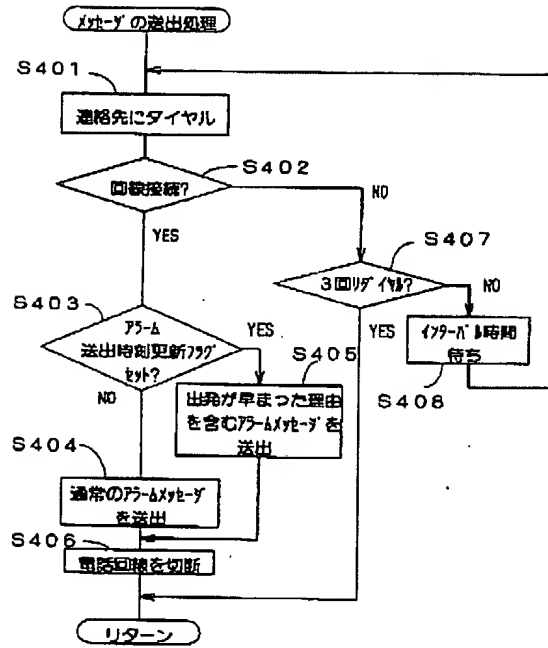 ﾒｯｾｰｼﾞの送出処理
S401
連絡先にダイヤル
S402
回線接続?
NO
YES
S407
3回ﾘﾀﾞｲﾔﾙ?
NO
YES
ｲﾝﾀｰﾊﾞﾙ時間
待ち
S408
S403
ｱﾗｰﾑ
送出時刻更新ﾌﾗｸﾞ
ｾｯﾄ?
YES
NO
S405
出発が早まった理由
を含むｱﾗｰﾑﾒｯｾｰｼﾞを
送出
S404
通常のｱﾗｰﾑﾒｯｾｰｼﾞ
を送出
S406
電話回線を切断
リターン